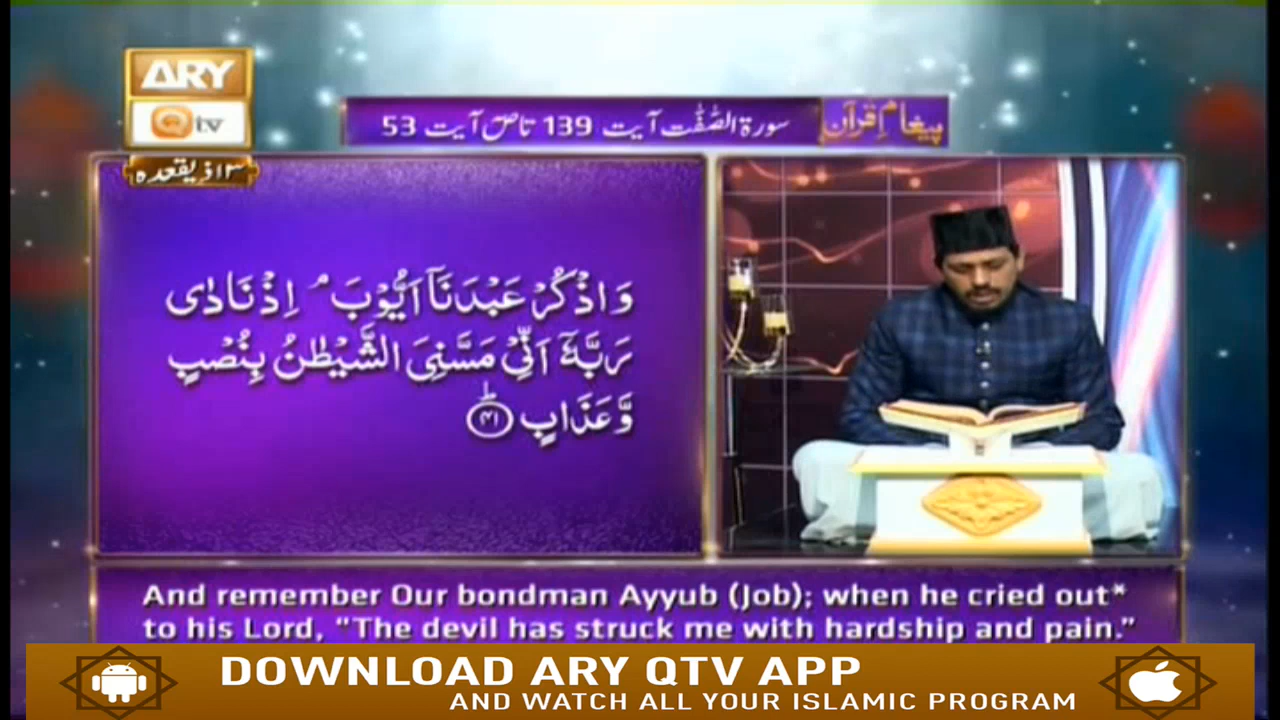 ARY
Qtv
۱۳ ذیقعدہ
پیغامِ قرآن
سورۃ الصّٰفّٰت آیت 139 تا صٓ آیت 53
وَاذْكُرْ عَبْدَنَاۤ اَيُّوْبَ ۘ اِذْ نَادٰى
رَبَّهٗۤ اَنِّىْ مَسَّنِىَ الشَّيْطٰنُ بِنُصْبٍ
وَّعَذَابٍؕ ۴۱
And remember Our bondman Ayyub (Job); when he cried out*
to his Lord, "The devil has struck me with hardship and pain.”
DOWNLOAD ARY QTV APP
AND WATCH ALL YOUR ISLAMIC PROGRAM